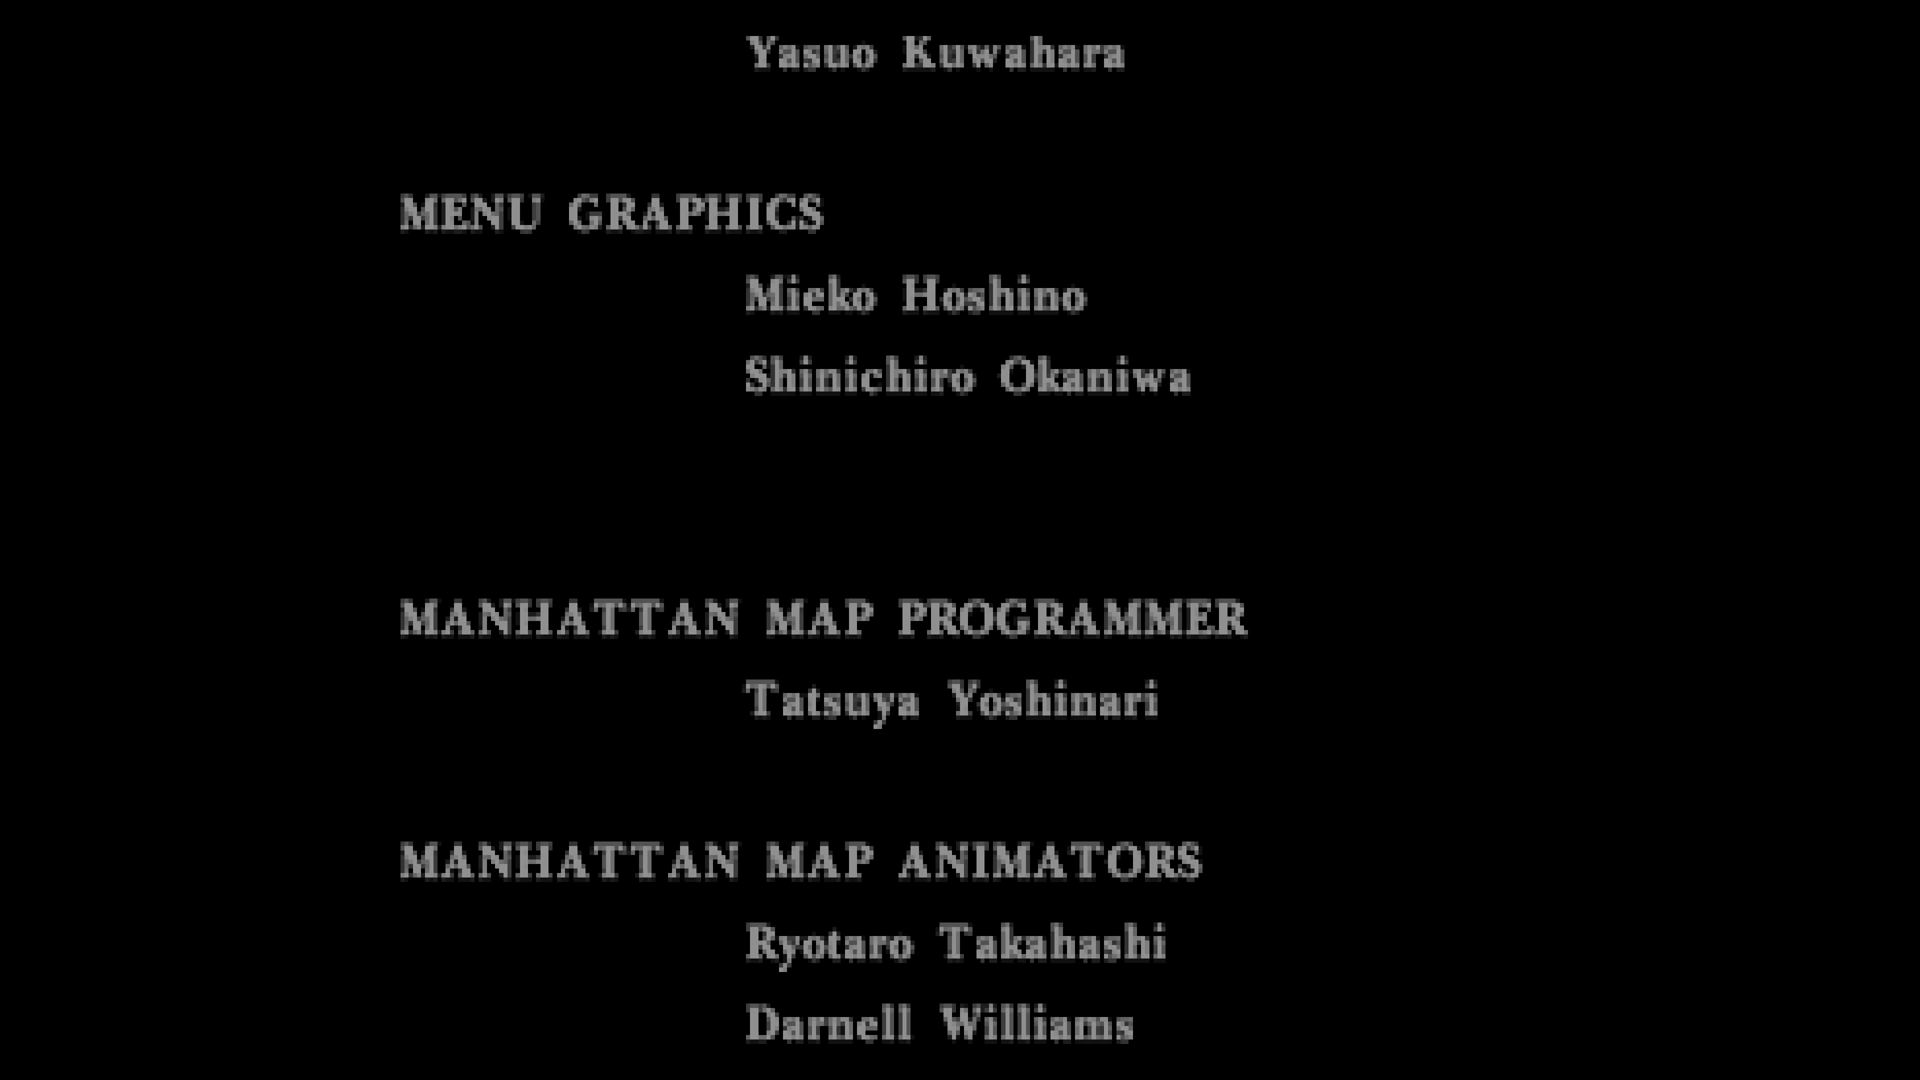 Yasuo Kuwahara
MENU GRAPHICS
Mieko Hoshino
Shinichiro Okaniwa
MANHATTAN MAP PROGRAMMER
Tatsuya Yoshinari
MANHATTAN MAP ANIMATORS
Ryotaro Takahashi
Darnell Williams